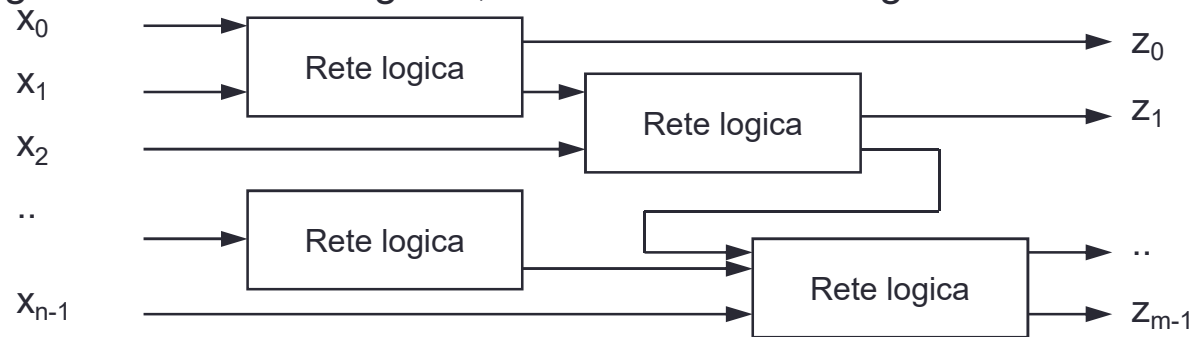 x0
Rete logica
z0
x1
Rete logica
z1
x2
..
Rete logica
..
Rete logica
xn-1
zm-1